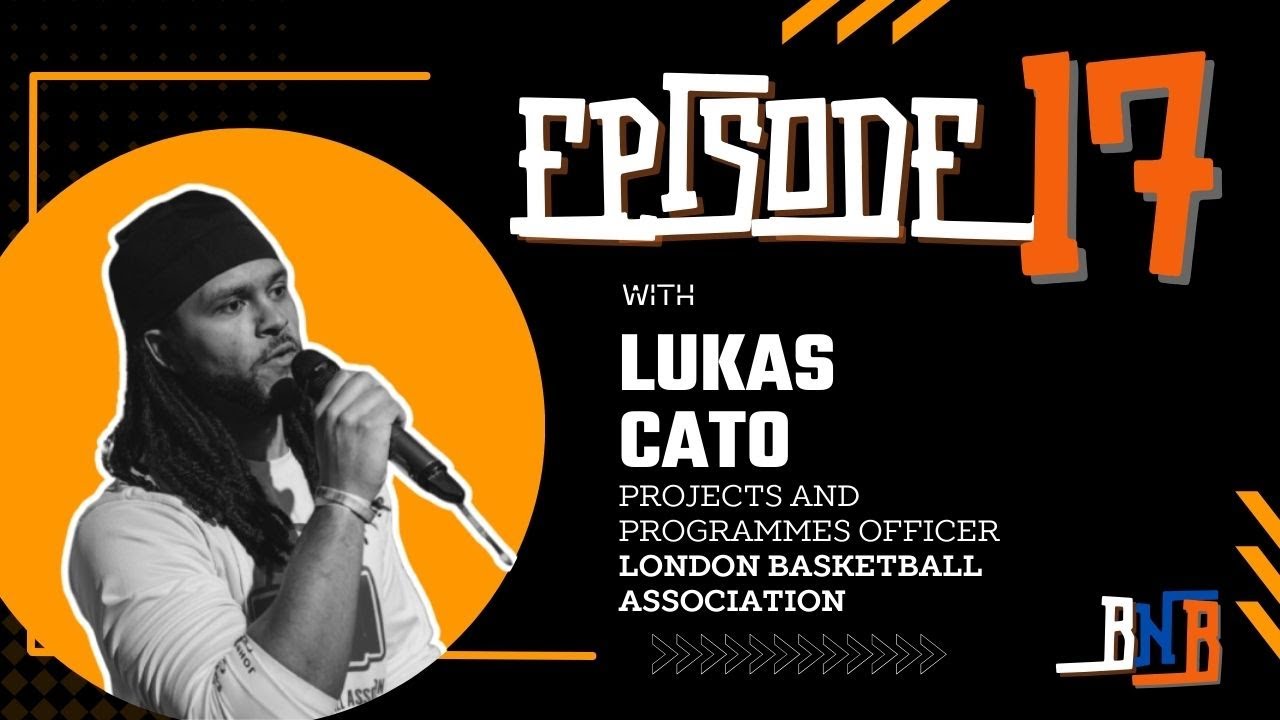 EPISODE 17
WITH
LUKAS
CATO
PROJECTS AND
PROGRAMMES OFFICER
LONDON BASKETBALL
ASSOCIATION
BNB